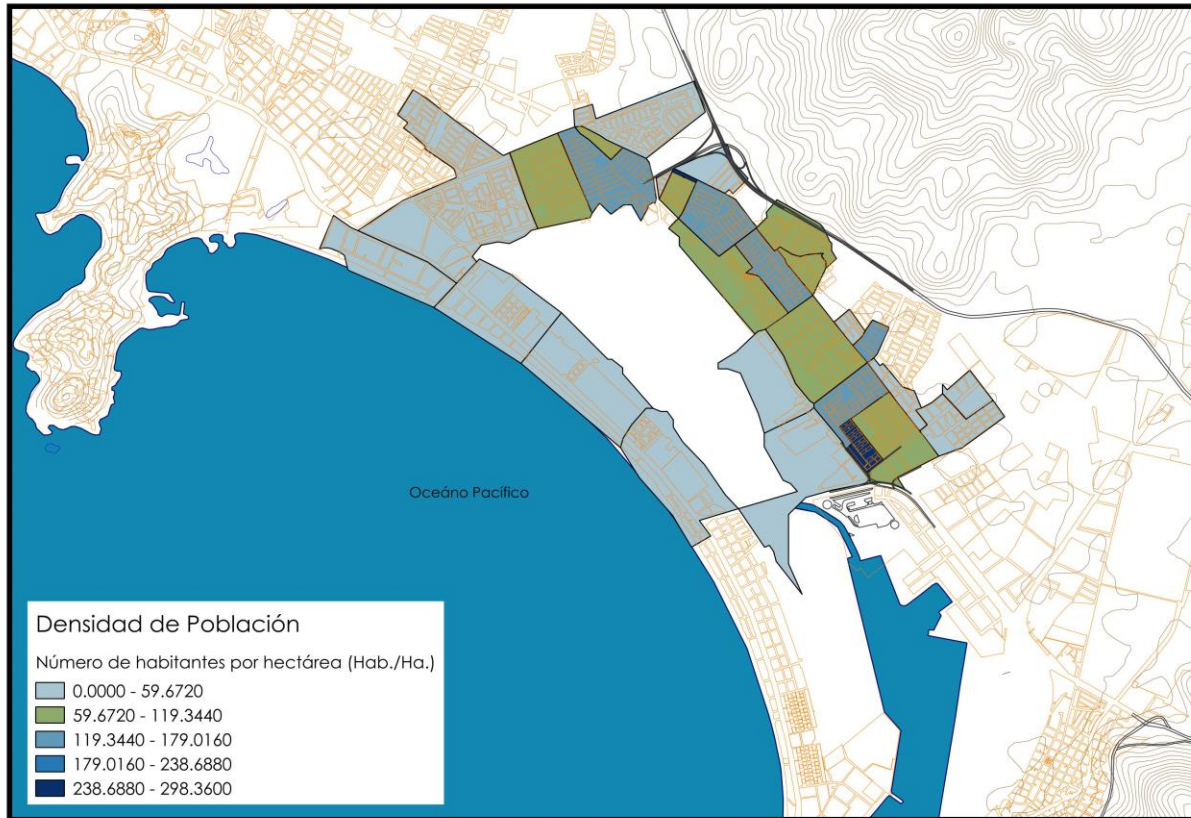 Oceáno Pacífico
Densidad de Población
Número de habitantes por hectárea (Hab./Ha.)
0.0000 - 59.6720
59.6720 - 119.3440
119.3440 - 179.0160
179.0160 - 238.6880
238.6880 - 298.3600